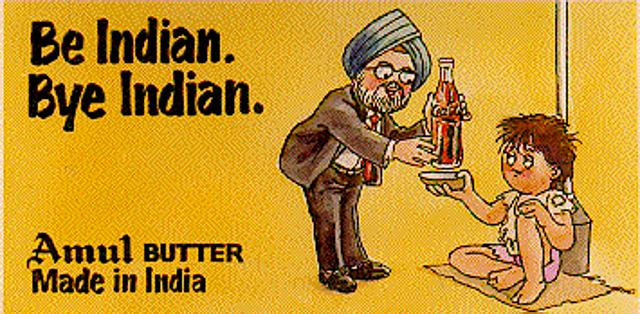 Be Indian.
Bye Indian.
Amul BUTTER
Made in India